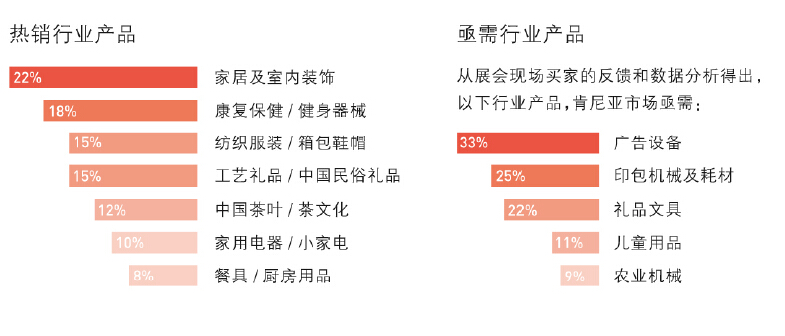 热销行业产品
22% 家居及室内装饰
18% 康复保健 / 健身器械
15% 纺织服装 / 箱包鞋帽
15% 工艺礼品 / 中国民俗礼品
12% 中国茶叶 / 茶文化
10% 家用电器 / 小家电
8% 餐具 / 厨房用品
亟需行业产品
从展会现场买家的反馈和数据分析得出，
以下行业产品，肯尼亚市场亟需：
33% 广告设备
25% 印包机械及耗材
22% 礼品文具
11% 儿童用品
9% 农业机械